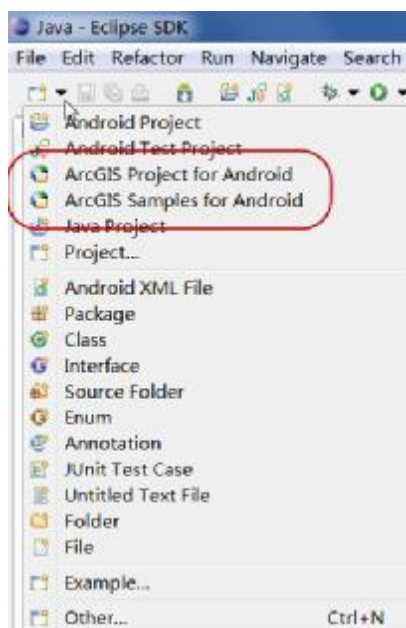 Java - Eclipse SDK
File Edit Refactor Run Navigate Search
Android Project
Android Test Project
ArcGIS Project for Android
ArcGIS Samples for Android
Java Project
Project...
Android XML File
Package
Class
Interface
Source Folder
Enum
Annotation
JUnit Test Case
Untitled Text File
Folder
File
Example...
Other... Ctrl+N